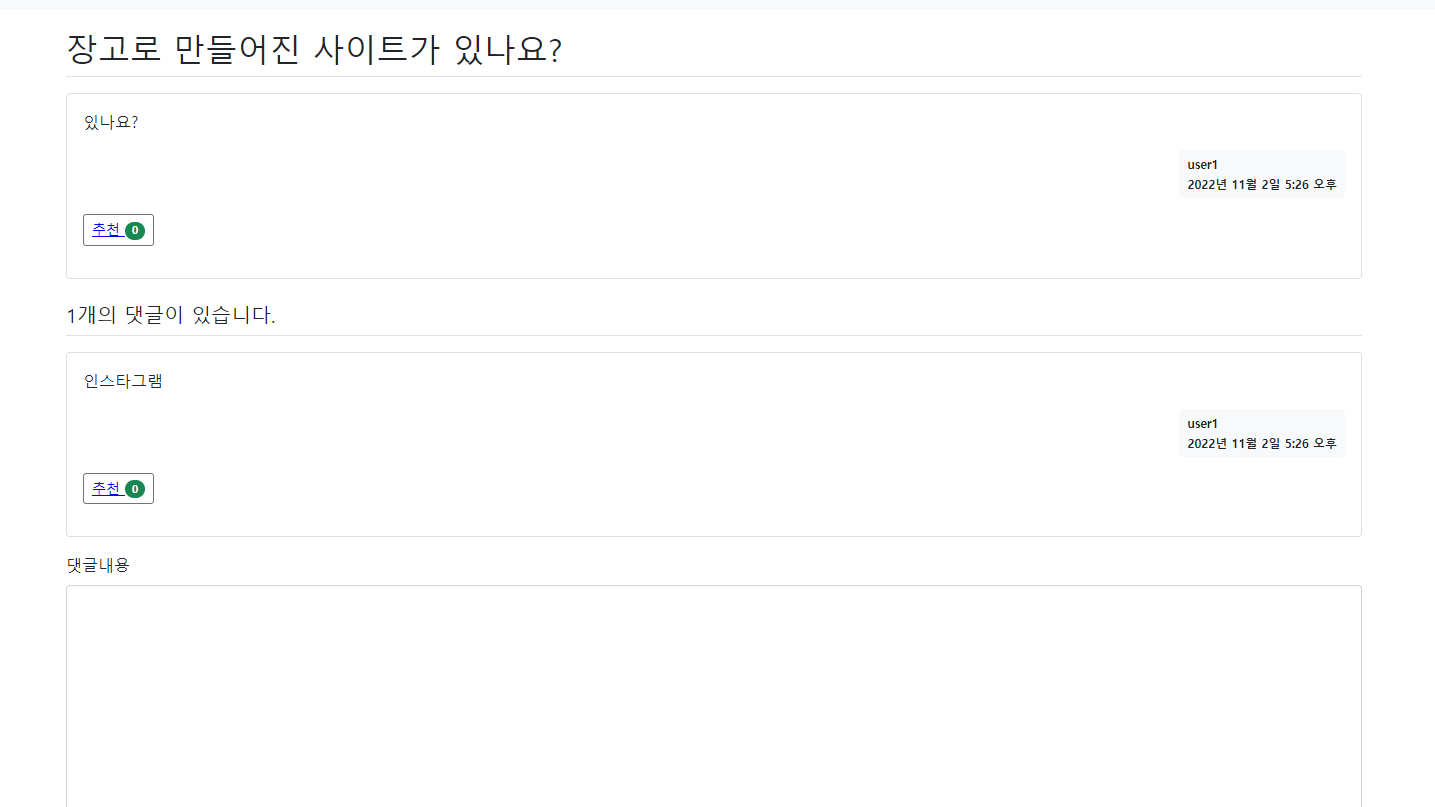 장고로 만들어진 사이트가 있나요?
있나요?
user1
2022년 11월 2일 5:26 오후
추천 0
1개의 댓글이 있습니다.
인스타그램
user1
2022년 11월 2일 5:26 오후
추천 0
댓글내용